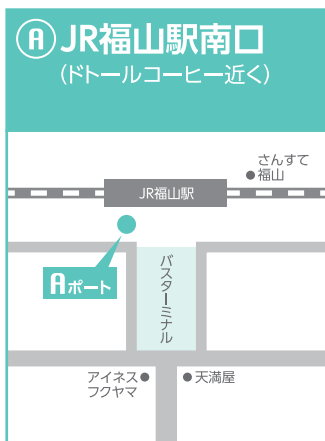 A JR福山駅南口
(ドトールコーヒー近く)
さんすて
福山
JR福山駅
Aポート
バスターミナル
アイネス
フクヤマ
天満屋